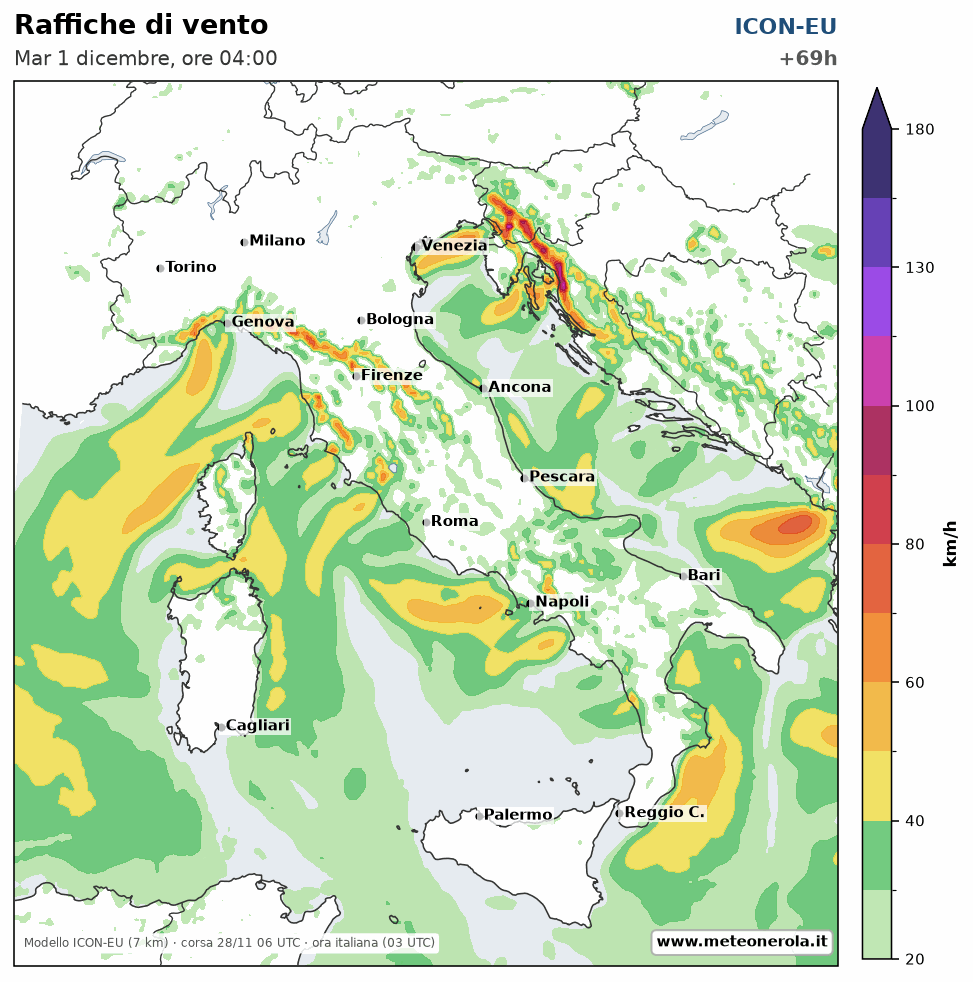 Raffiche di vento
ICON-EU
Mar 1 dicembre, ore 04:00
+69h
180
Milano
Venezia
Torino
130
Genova
Bologna
Firenze
Ancona
100
Pescara
Roma
80
km/h
Bari
Napoli
60
Cagliari
Palermo
Reggio C.
40
Modello ICON-EU (7 km) · corsa 28/11 06 UTC · ora italiana (03 UTC)
www.meteonerola.it
20